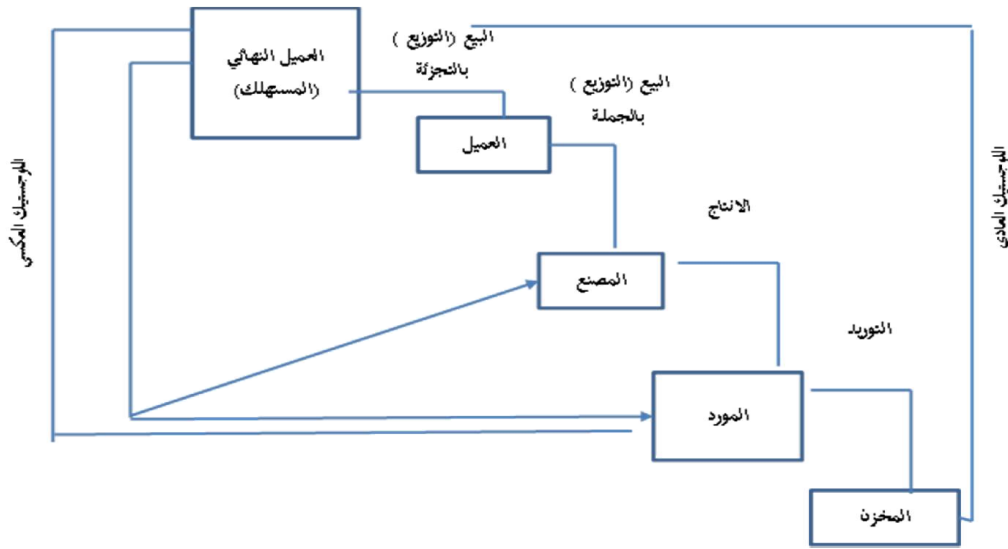 العميل النهائي
(المستهلك)
البيع (التوزيع )
بالتجزئة
البيع (التوزيع )
بالجملة
العميل
اللوجستيك العكسي
اللوجستيك العادي
الانتاج
المصنع
التوريد
المورد
المخزن